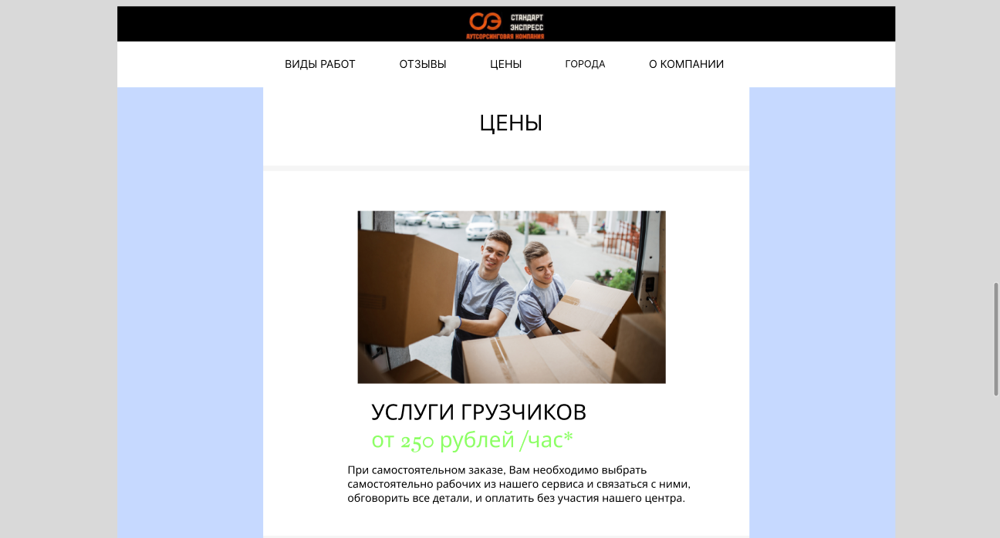 СТАНДАРТ
ЭКСПРЕСС
АУТСОРСИНГОВАЯ КОМПАНИЯ
ВИДЫ РАБОТ ОТЗЫВЫ ЦЕНЫ ГОРОДА О КОМПАНИИ
ЦЕНЫ
УСЛУГИ ГРУЗЧИКОВ
от 250 рублей /час*
При самостоятельном заказе, Вам необходимо выбрать
самостоятельно рабочих из нашего сервиса и связаться с ними,
обговорить все детали, и оплатить без участия нашего центра.